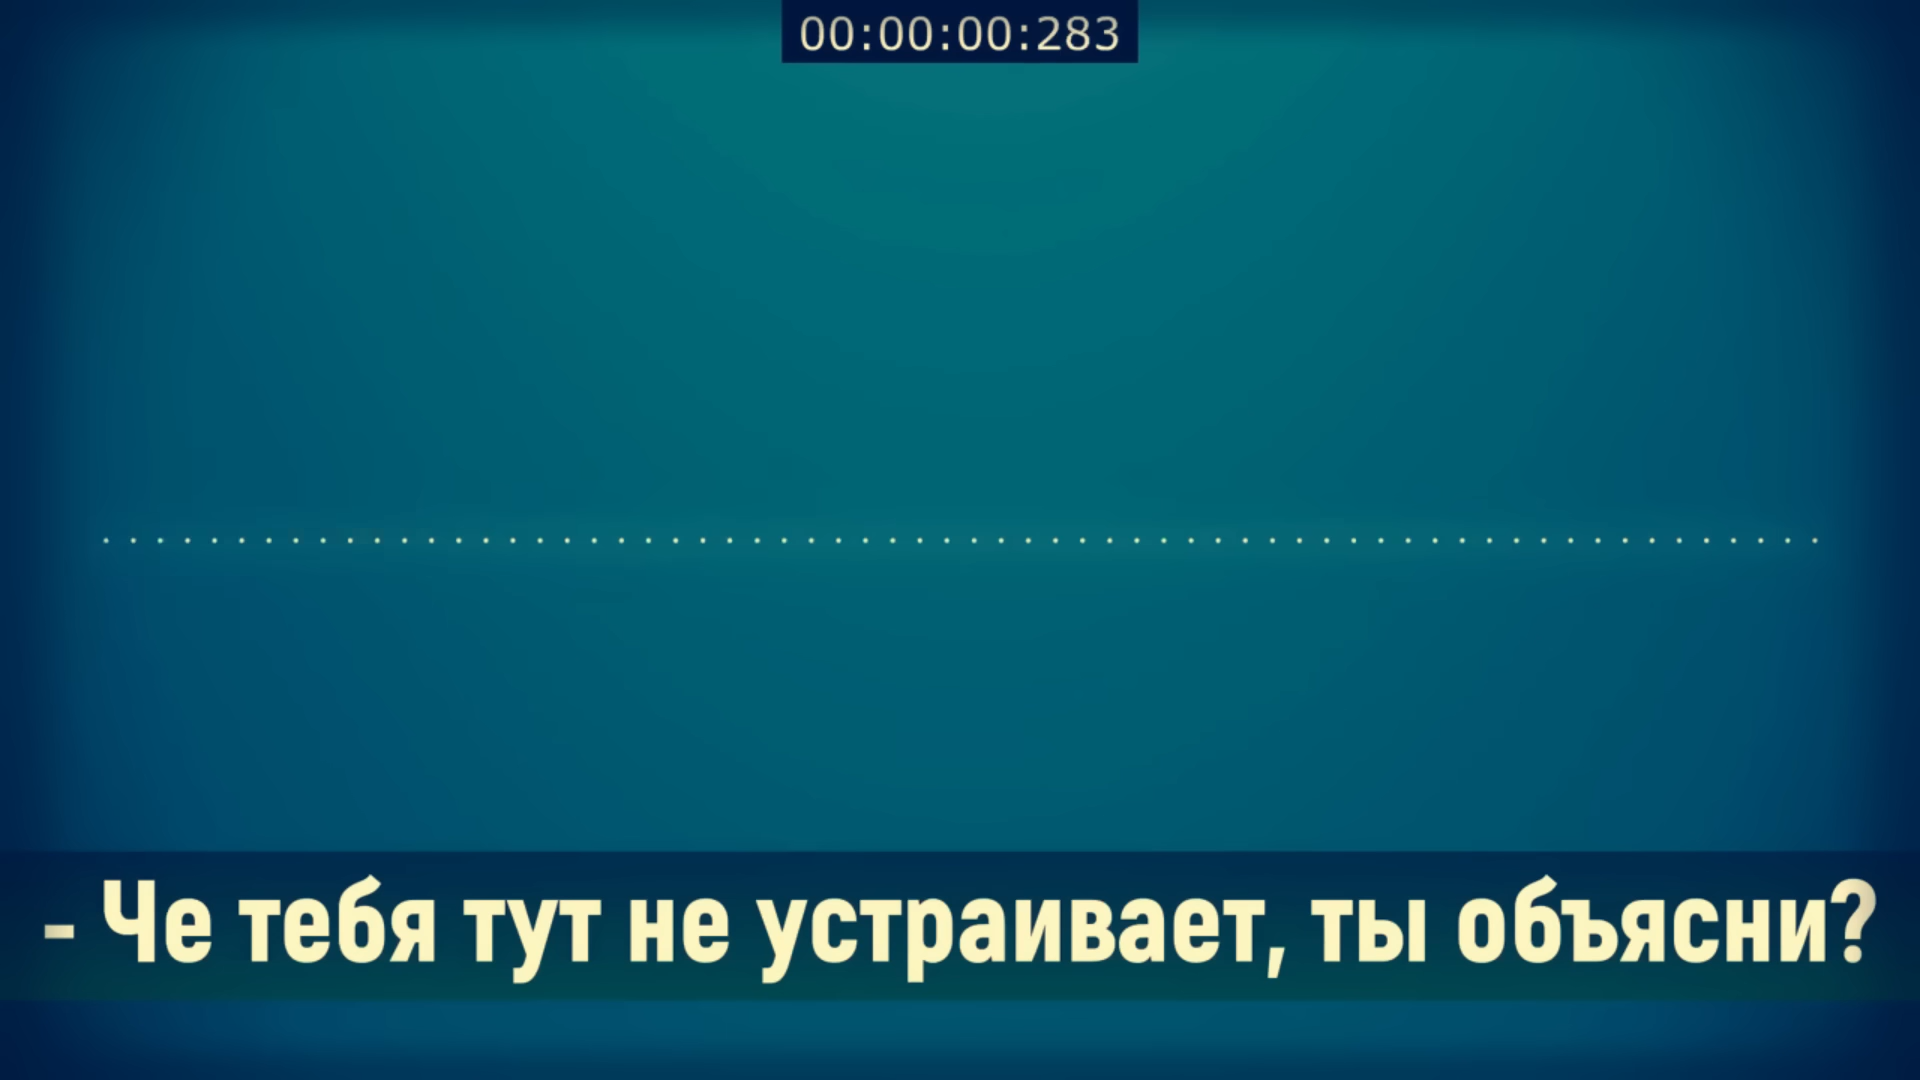 00:00:00:283
- Че тебя тут не устраивает, ты объясни?